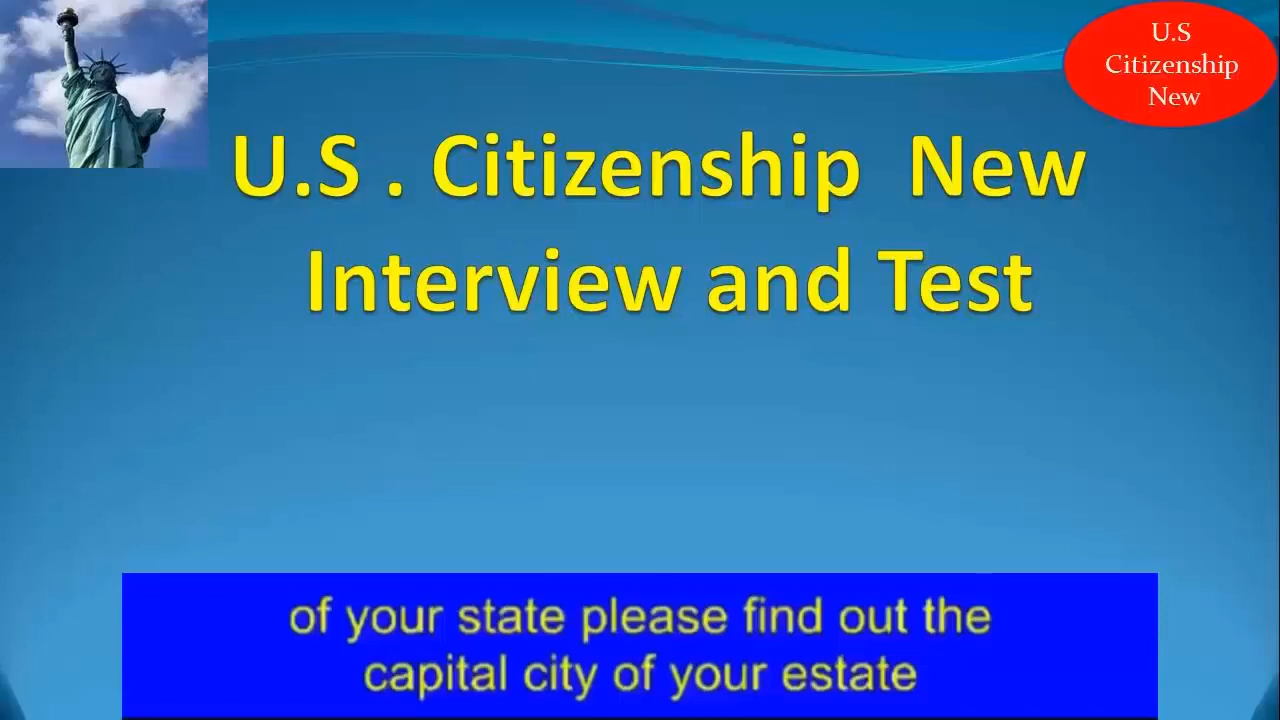 U.S
Citizenship
New
U.S . Citizenship New
Interview and Test
of your state please find out the
capital city of your estate